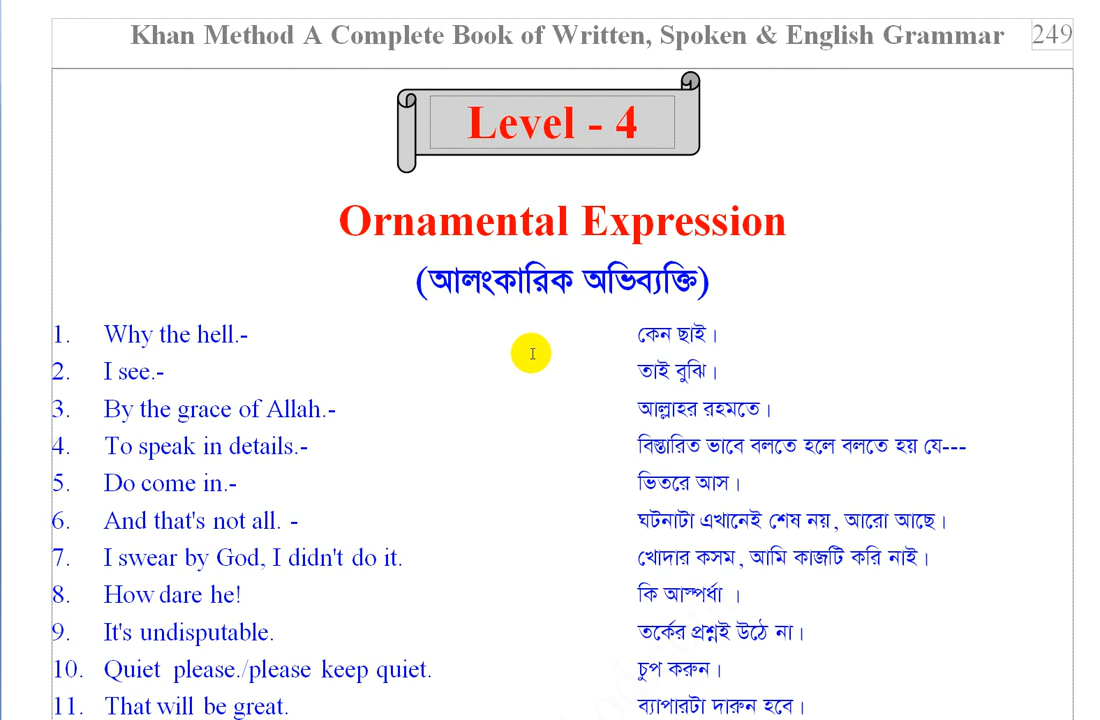 Khan Method A Complete Book of Written, Spoken & English Grammar 249
Level - 4
Ornamental Expression
(আলংকারিক অভিব্যক্তি)
1. Why the hell.- কেন ছাই।
2. I see.- তাই বুঝি।
3. By the grace of Allah.- আল্লাহর রহমতে।
4. To speak in details.- বিস্তারিত ভাবে বলতে হলে বলতে হয় যে---
5. Do come in.- ভিতরে আস।
6. And that's not all. - ঘটনাটা এখানেই শেষ নয়, আরো আছে।
7. I swear by God, I didn't do it. খোদার কসম, আমি কাজটি করি নাই।
8. How dare he! কি আস্পর্ধা ।
9. It's undisputable. তর্কের প্রশ্নই উঠে না।
10. Quiet please./please keep quiet. চুপ করুন।
11. That will be great. ব্যাপারটা দারুন হবে।